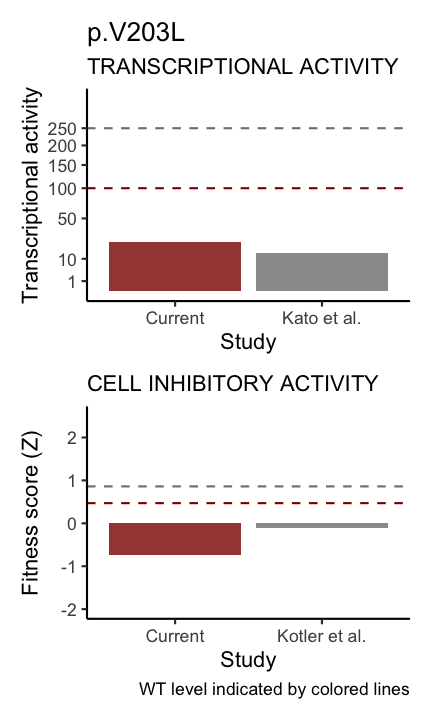 p.V203L
TRANSCRIPTIONAL ACTIVITY
Transcriptional activity
250
200
150
100
50
10
1
Current
Kato et al.
Study
CELL INHIBITORY ACTIVITY
Fitness score (Z)
2
1
0
-1
-2
Current
Kotler et al.
Study
WT level indicated by colored lines